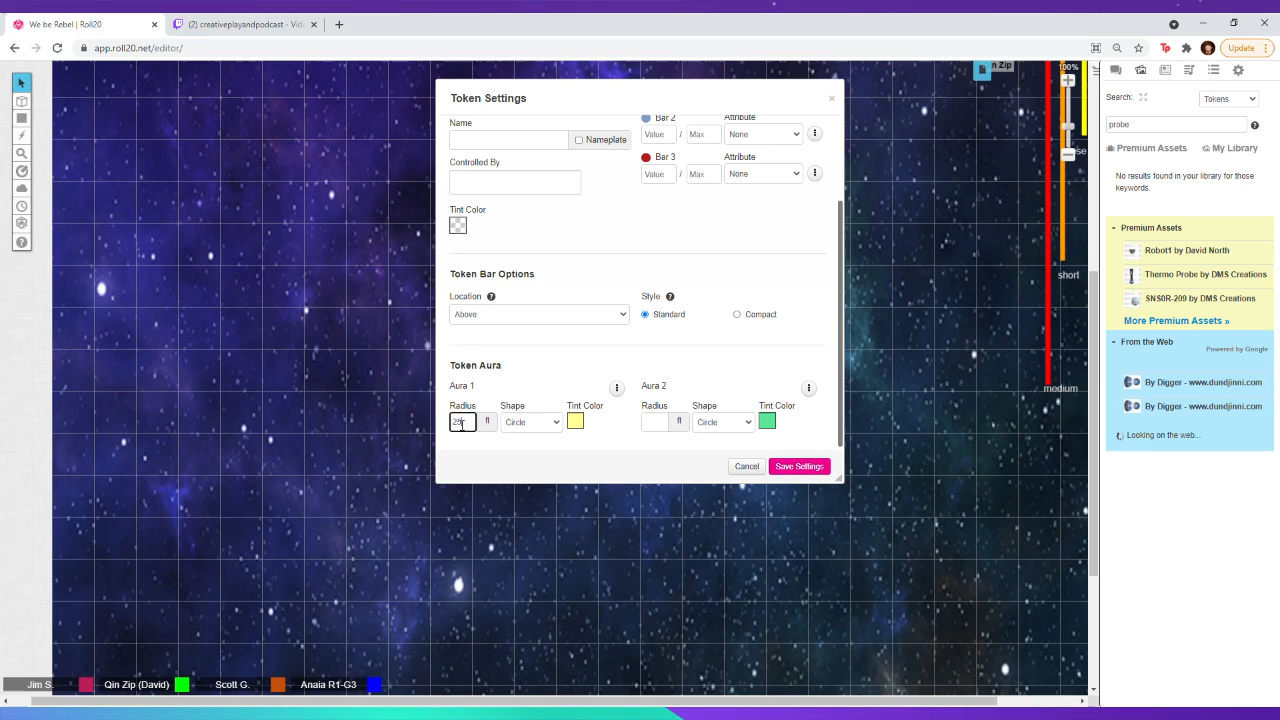 We be Rebel | Roll20
(2) creativeplayandpodcast - Vid
app.roll20.net/editor/
Tp
Update
n Zip
100%
Token Settings
Search:
Tokens
probe
Premium Assets
My Library
No results found in your library for those
keywords.
Name
Nameplate
Bar 2
Attribute
Value / Max
None
Bar 3
Attribute
Value / Max
None
Controlled By
Tint Color
Premium Assets
Robot1 by David North
Thermo Probe by DMS Creations
SNS0R-209 by DMS Creations
More Premium Assets »
From the Web
Powered by Google
By Digger - www.dundjinni.com
By Digger - www.dundjinni.com
Looking on the web...
short
medium
Token Bar Options
Location
Above
Style
Standard
Compact
Token Aura
Aura 1
Radius
Shape
Tint Color
ft
Circle
Aura 2
Radius
Shape
Tint Color
ft
Circle
Cancel
Save Settings
Jim S.
Qin Zip (David)
Scott G.
Anaia R1-G3